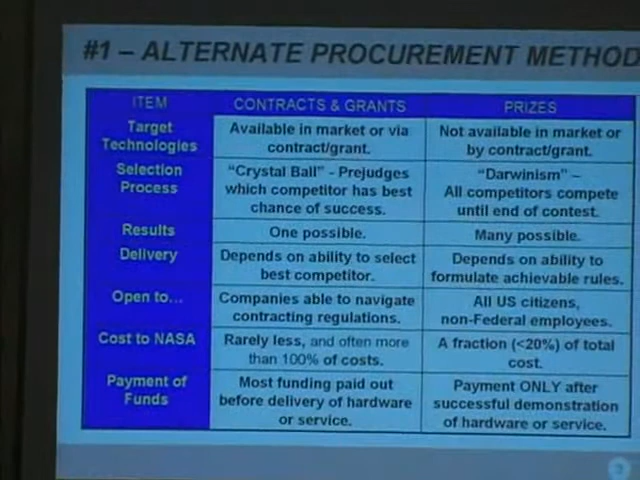 #1 – ALTERNATE PROCUREMENT METHOD
ITEM
CONTRACTS & GRANTS
PRIZES
Target
Technologies
Available in market or via
contract/grant.
Not available in market or
by contract/grant.
Selection
Process
“Crystal Ball” - Prejudges
which competitor has best
chance of success.
“Darwinism” –
All competitors compete
until end of contest.
Results
One possible.
Many possible.
Delivery
Depends on ability to select
best competitor.
Depends on ability to
formulate achievable rules.
Open to...
Companies able to navigate
contracting regulations.
All US citizens,
non-Federal employees.
Cost to NASA
Rarely less, and often more
than 100% of costs.
A fraction (<20%) of total
cost.
Payment of
Funds
Most funding paid out
before delivery of hardware
or service.
Payment ONLY after
successful demonstration
of hardware or service.